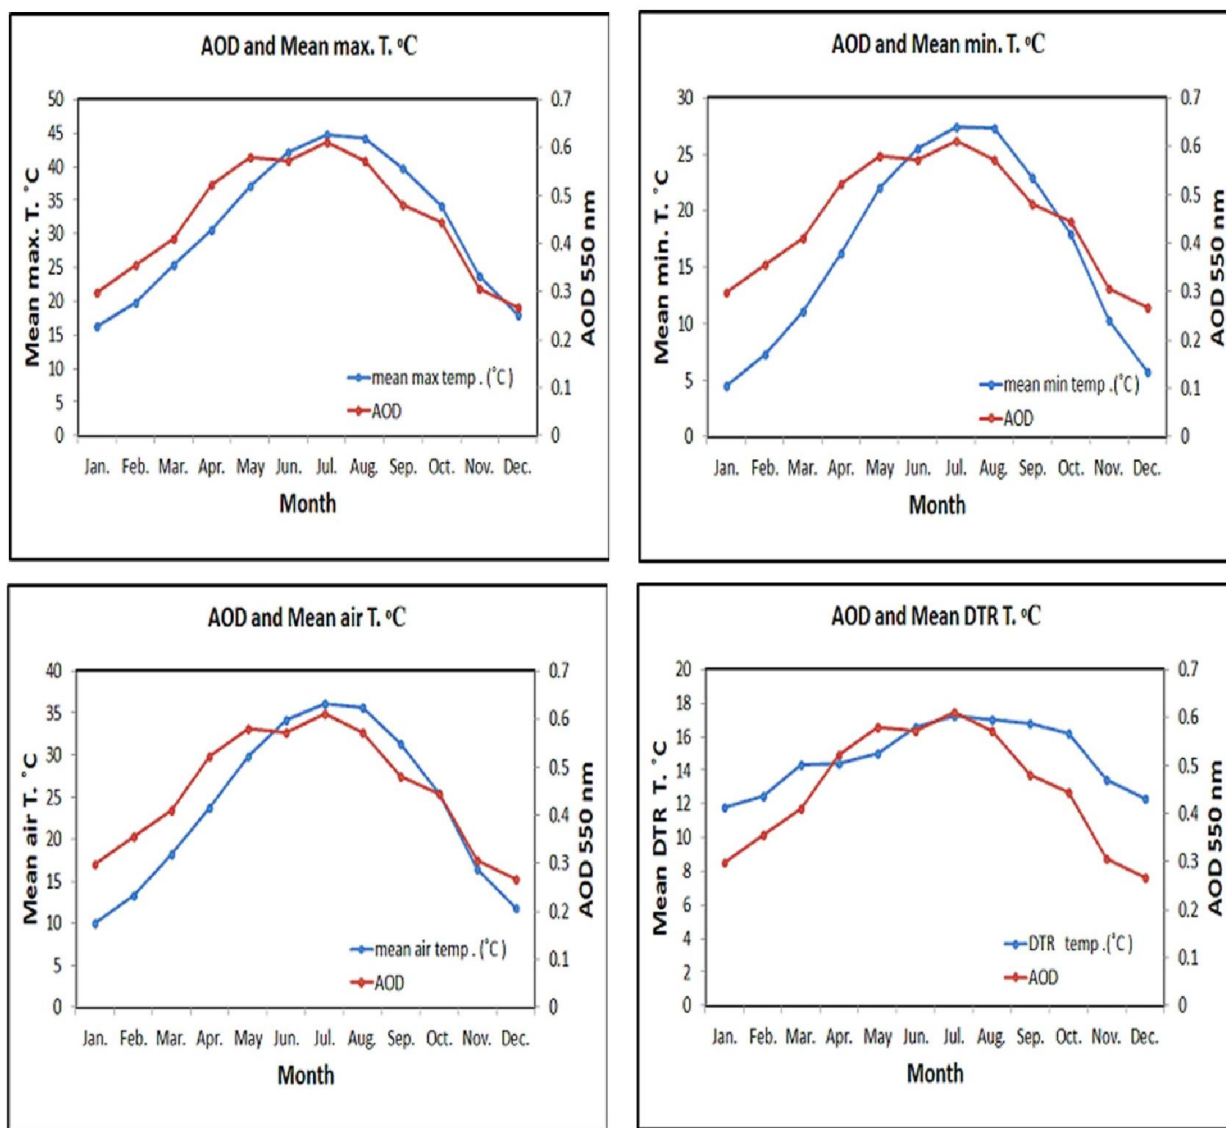 AOD and Mean max. T. °C
Mean max. T. ˚C
50
45
40
35
30
25
20
15
10
5
0
0.7
0.6
0.5
0.4
0.3
0.2
0.1
0
AOD 550 nm
mean max temp . (˚C )
AOD
Jan. Feb. Mar. Apr. May Jun. Jul. Aug. Sep. Oct. Nov. Dec.
Month
AOD and Mean min. T. °C
Mean min. T. ˚C
30
25
20
15
10
5
0
0.7
0.6
0.5
0.4
0.3
0.2
0.1
0
AOD 550 nm
mean min temp .(˚C)
AOD
Jan. Feb. Mar. Apr. May Jun. Jul. Aug. Sep. Oct. Nov. Dec.
Month
AOD and Mean air T. °C
Mean air T. ˚C
40
35
30
25
20
15
10
5
0
0.7
0.6
0.5
0.4
0.3
0.2
0.1
0
AOD 550 nm
mean air temp . (˚C )
AOD
Jan. Feb. Mar. Apr. May Jun. Jul. Aug. Sep. Oct. Nov. Dec.
Month
AOD and Mean DTR T. °C
Mean DTR T. ˚C
20
18
16
14
12
10
8
6
4
2
0
0.7
0.6
0.5
0.4
0.3
0.2
0.1
0
AOD 550 nm
DTR temp .(˚C )
AOD
Jan. Feb. Mar. Apr. May Jun. Jul. Aug. Sep. Oct. Nov. Dec.
Month